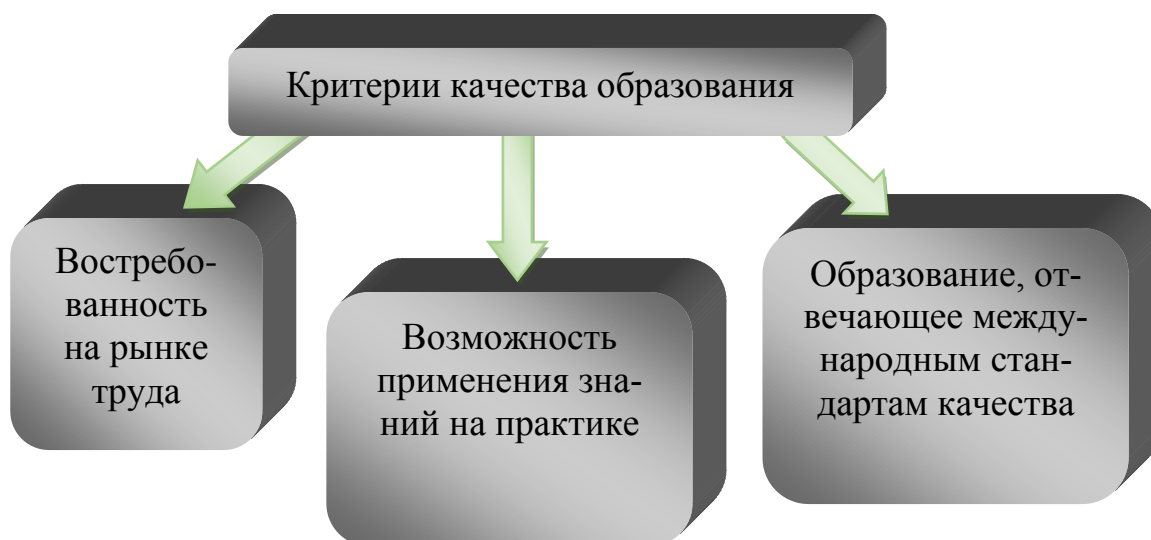 Критерии качества образования
Востребо-
ванность
на рынке
труда
Возможность
применения зна-
ний на практике
Образование, от-
вечающее между-
народным стан-
дартам качества